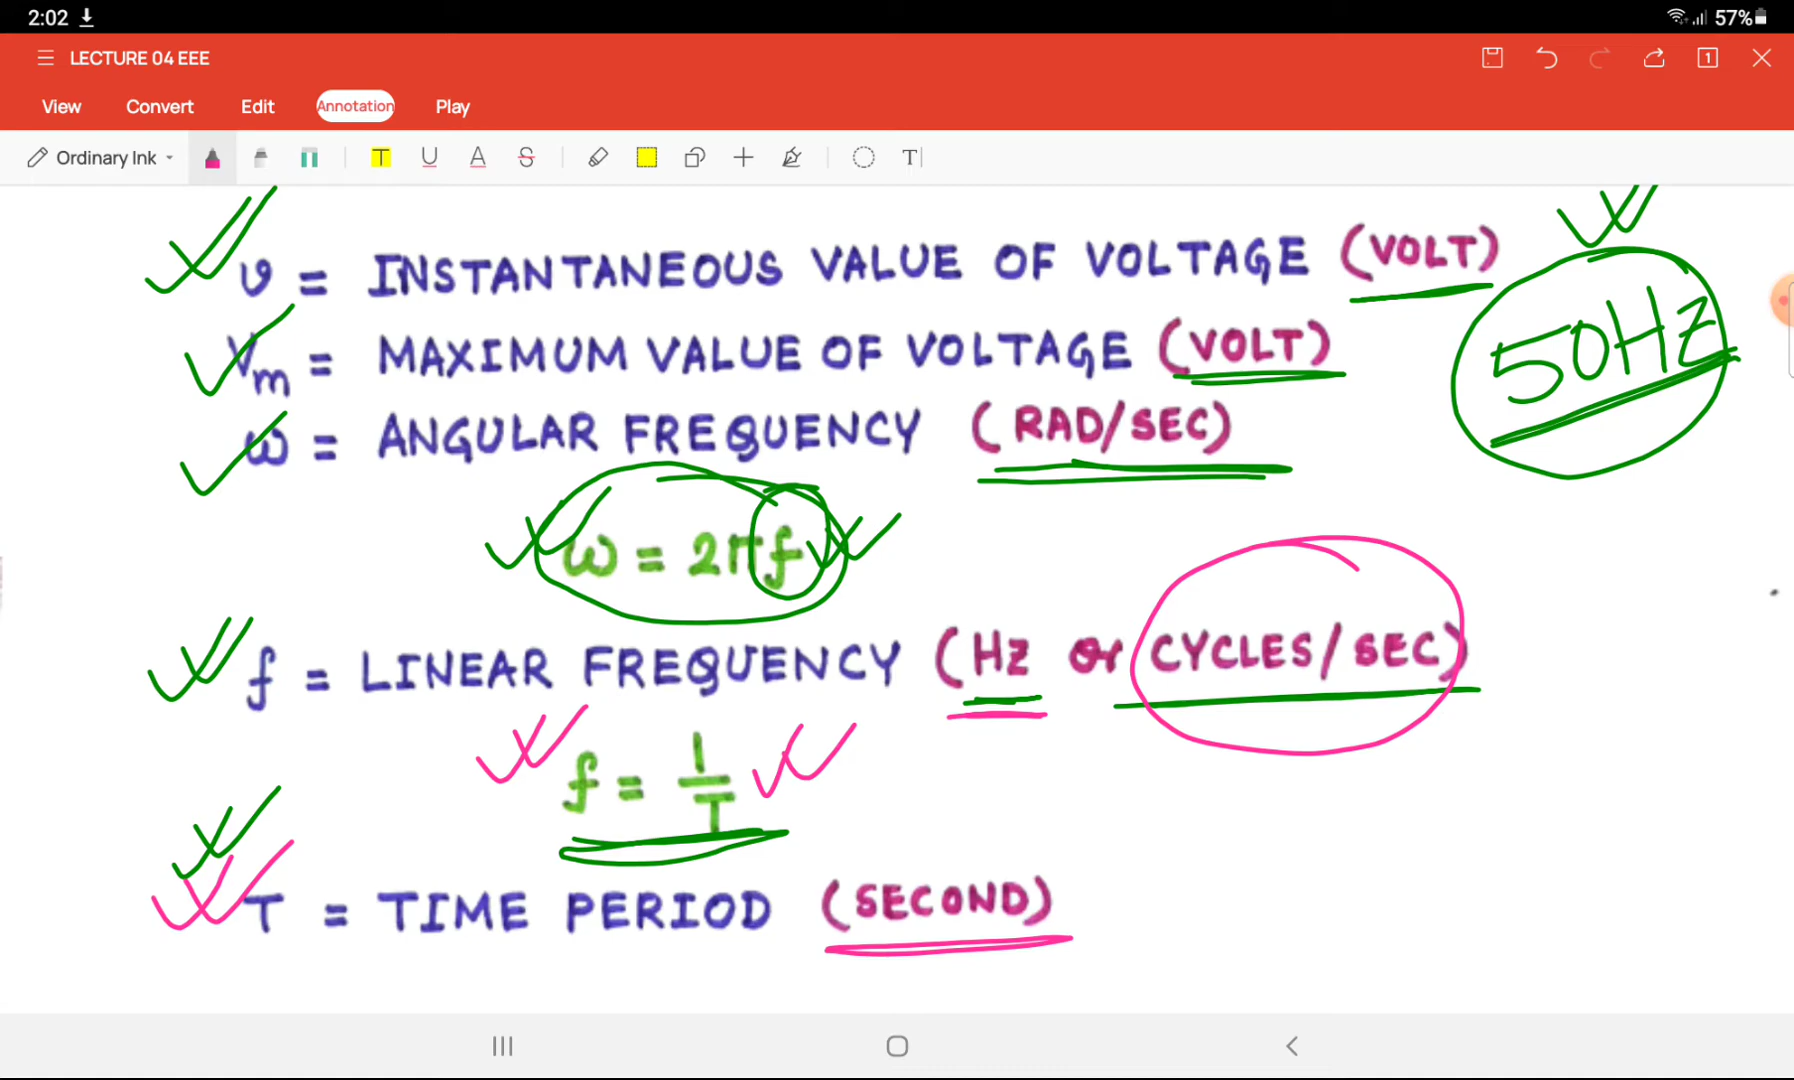 2:02 57%
LECTURE 04 EEE 1
View Convert Edit Annotation Play
Ordinary Ink T U A S T
v = INSTANTANEOUS VALUE OF VOLTAGE (VOLT)
50HZ
Vm = MAXIMUM VALUE OF VOLTAGE (VOLT)
ω = ANGULAR FREQUENCY (RAD/SEC)
ω = 2πf
f = LINEAR FREQUENCY (HZ or CYCLES/SEC)
f = 1/T
T = TIME PERIOD (SECOND)